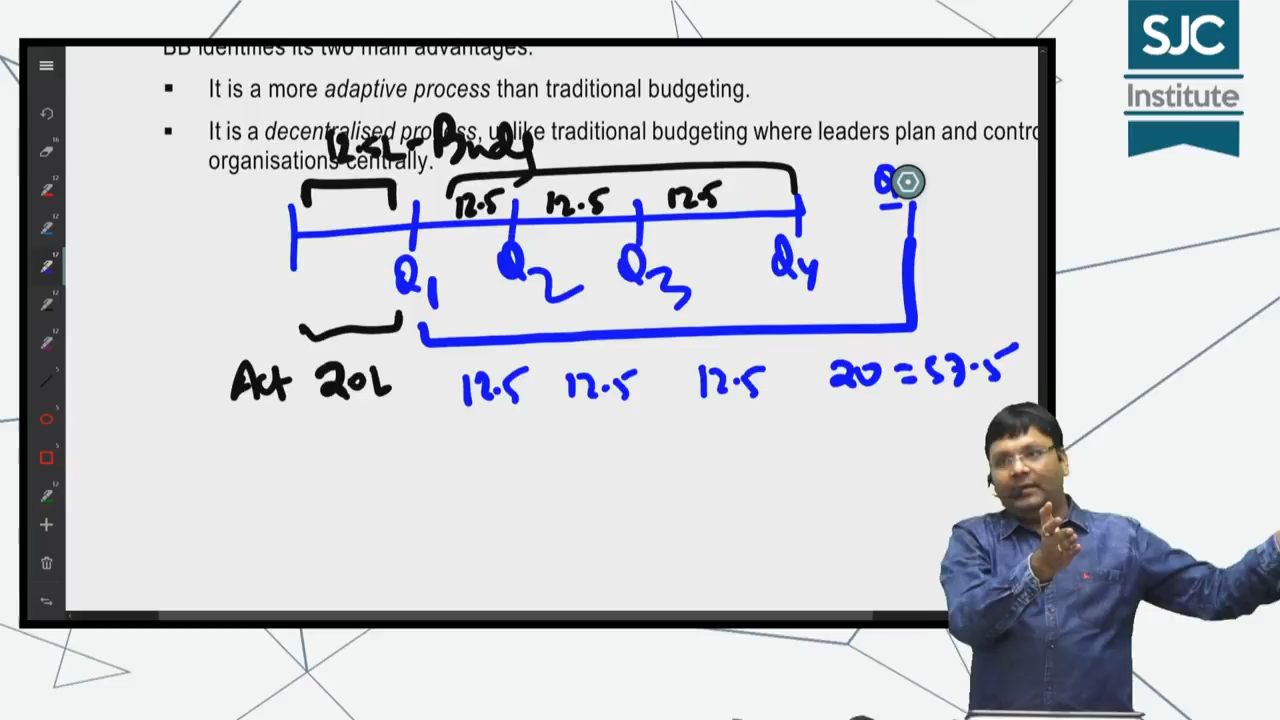 SJC
Institute
BB identifies its two main advantages:
▪ It is a more adaptive process than traditional budgeting.
▪ It is a decentralised process, unlike traditional budgeting where leaders plan and contro
organisations centrally.
12.5L - Budg
12.5 12.5 12.5
Q1 Q2 Q3 Q4
Act 20L 12.5 12.5 12.5 20 = 57.5